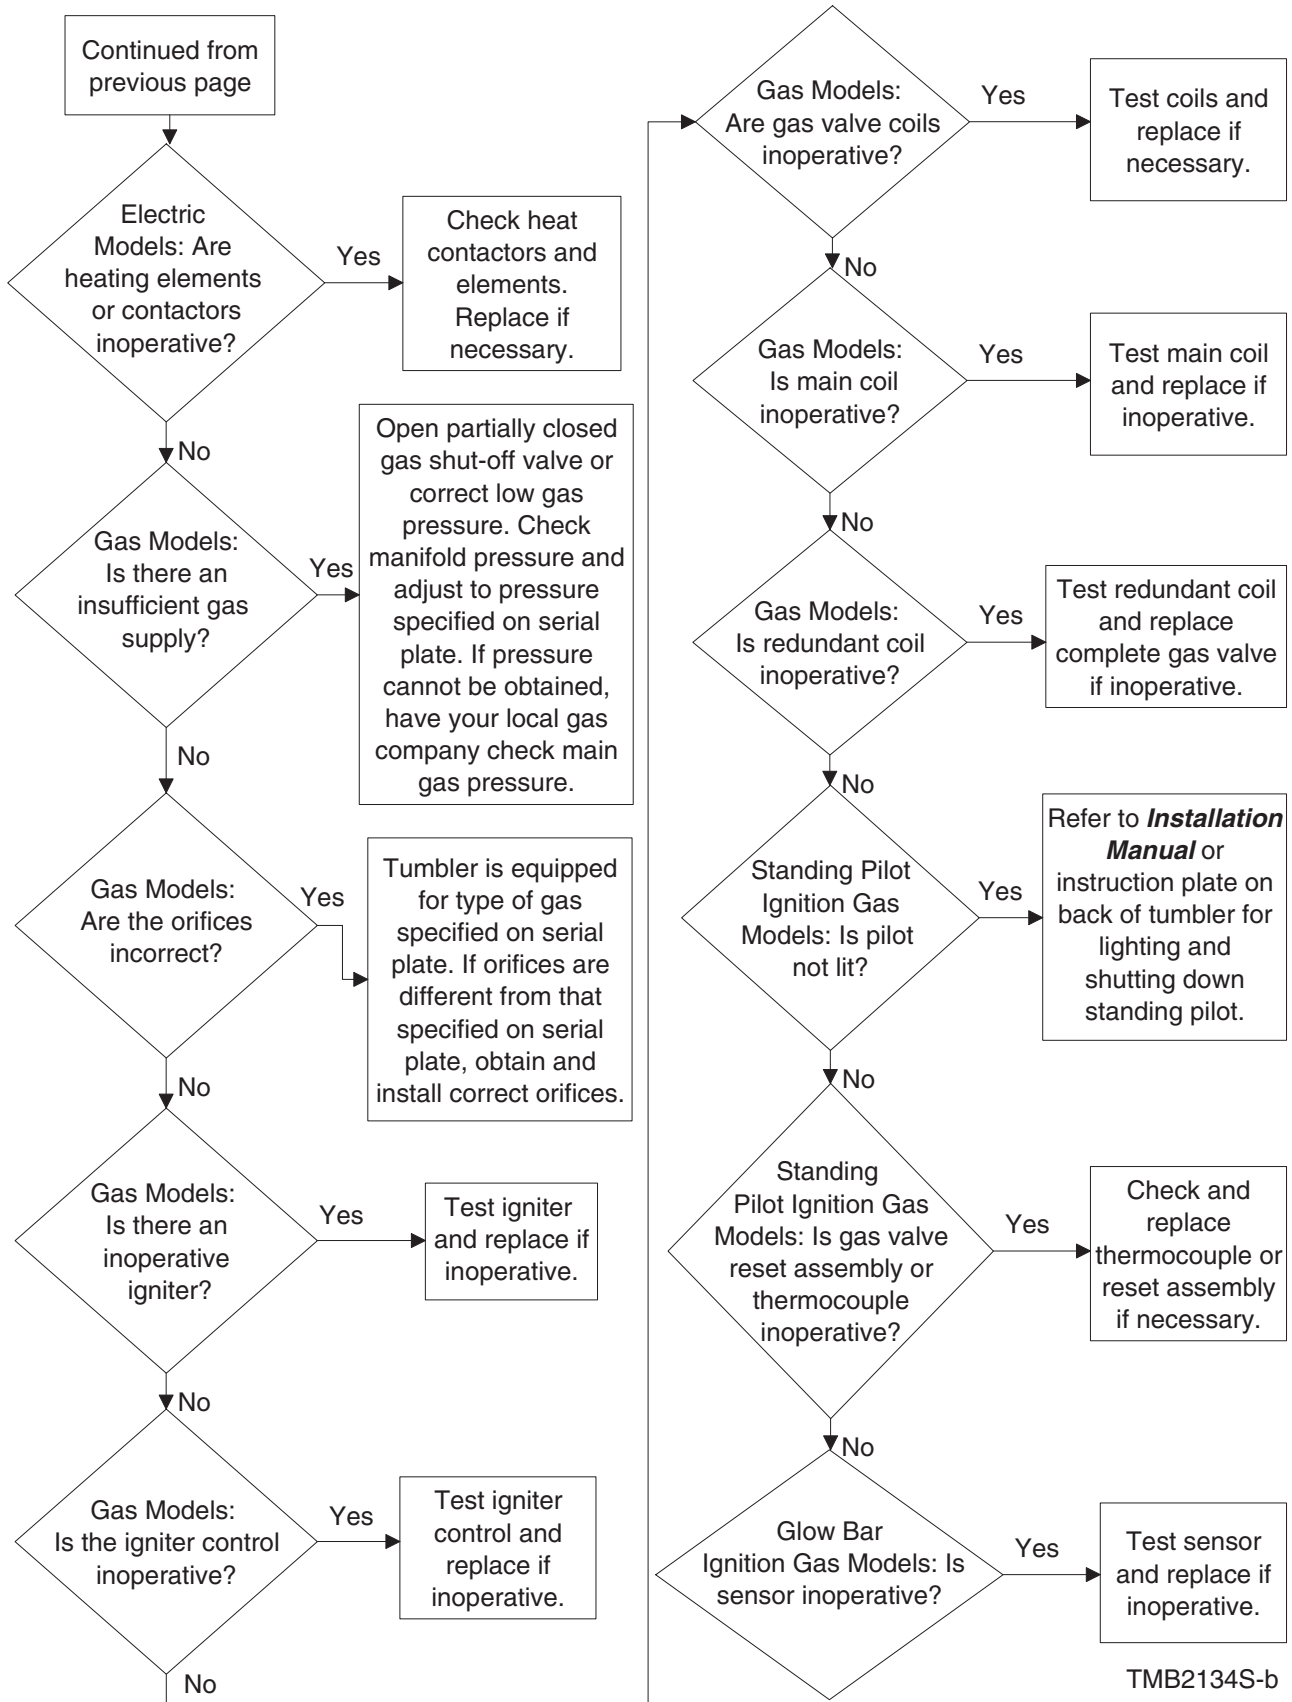 Continued from
previous page
Electric
Models: Are
heating elements
or contactors
inoperative?
Yes
Check heat
contactors and
elements.
Replace if
necessary.
No
Gas Models:
Is there an
insufficient gas
supply?
Yes
Open partially closed
gas shut-off valve or
correct low gas
pressure. Check
manifold pressure and
adjust to pressure
specified on serial
plate. If pressure
cannot be obtained,
have your local gas
company check main
gas pressure.
No
Gas Models:
Are the orifices
incorrect?
Yes
Tumbler is equipped
for type of gas
specified on serial
plate. If orifices are
different from that
specified on serial
plate, obtain and
install correct orifices.
No
Gas Models:
Is there an
inoperative
igniter?
Yes
Test igniter
and replace if
inoperative.
No
Gas Models:
Is the igniter control
inoperative?
Yes
Test igniter
control and
replace if
inoperative.
No
Gas Models:
Are gas valve coils
inoperative?
Yes
Test coils and
replace if
necessary.
No
Gas Models:
Is main coil
inoperative?
Yes
Test main coil
and replace if
inoperative.
No
Gas Models:
Is redundant coil
inoperative?
Yes
Test redundant coil
and replace
complete gas valve
if inoperative.
No
Standing Pilot
Ignition Gas
Models: Is pilot
not lit?
Yes
Refer to Installation
Manual or
instruction plate on
back of tumbler for
lighting and
shutting down
standing pilot.
No
Standing
Pilot Ignition Gas
Models: Is gas valve
reset assembly or
thermocouple
inoperative?
Yes
Check and
replace
thermocouple or
reset assembly
if necessary.
No
Glow Bar
Ignition Gas Models: Is
sensor inoperative?
Yes
Test sensor
and replace if
inoperative.
TMB2134S-b